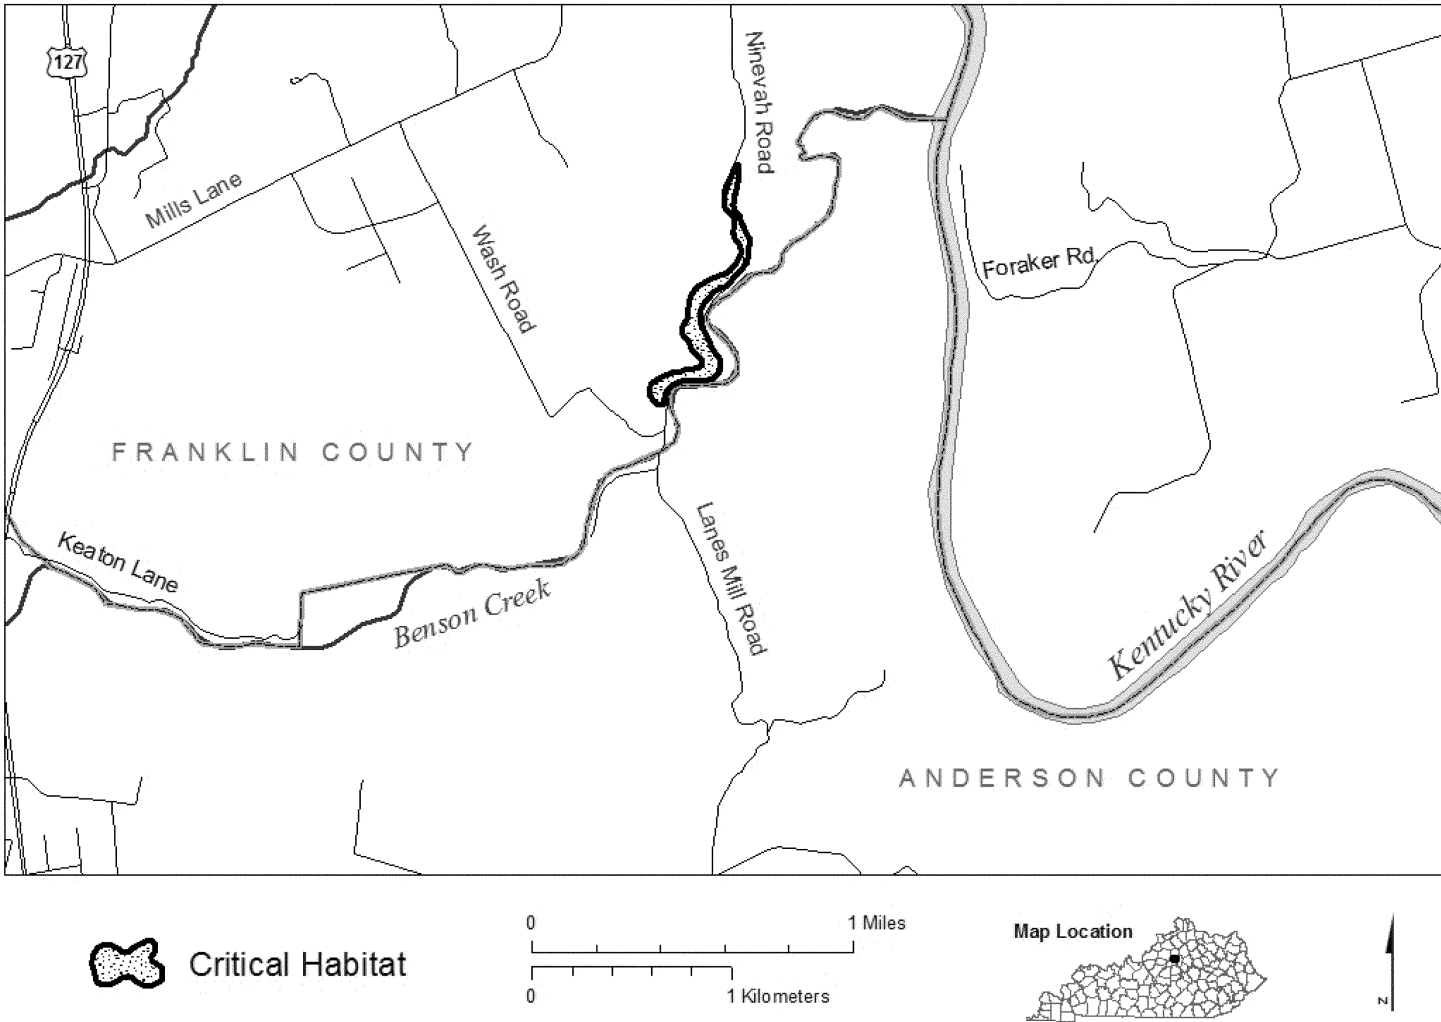 127
Ninevah Road
Mills Lane
Wash Road
Foraker Rd.
FRANKLIN COUNTY
Keaton Lane
Benson Creek
Lanes Mill Road
Kentucky River
ANDERSON COUNTY
Critical Habitat
0 1 Miles
0 1 Kilometers
Map Location
N